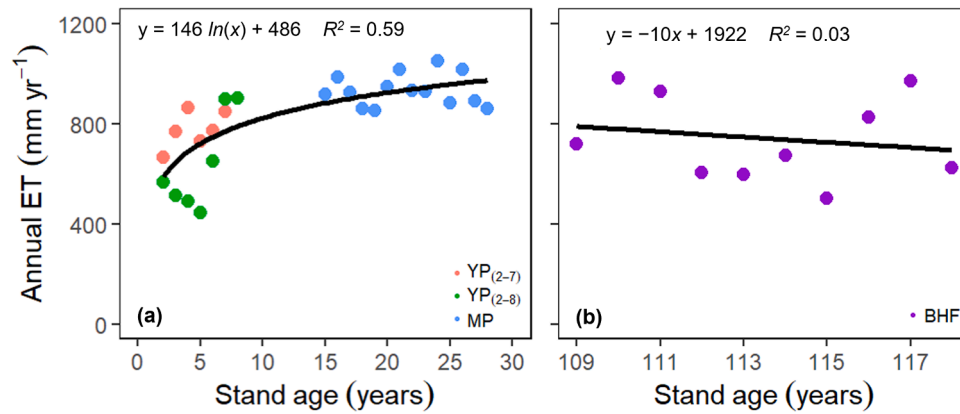 y = 146 ln(x) + 486 R² = 0.59
y = −10x + 1922 R² = 0.03
Annual ET (mm yr⁻¹)
1200
800
400
0
YP(2−7)
YP(2−8)
MP
(a)
BHF
(b)
0 5 10 15 20 25 30
109 111 113 115 117
Stand age (years)
Stand age (years)